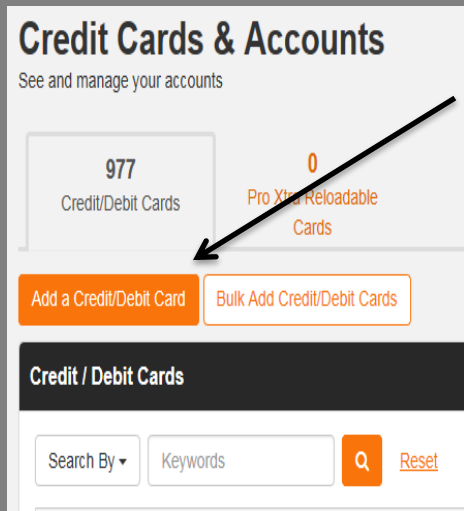 Credit Cards & Accounts
See and manage your accounts
977
Credit/Debit Cards
0
Pro Xtra Reloadable
Cards
Add a Credit/Debit Card
Bulk Add Credit/Debit Cards
Credit / Debit Cards
Search By
Keywords
Reset